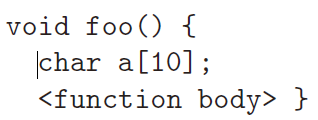 void foo() {
char a[10];
<function body> }